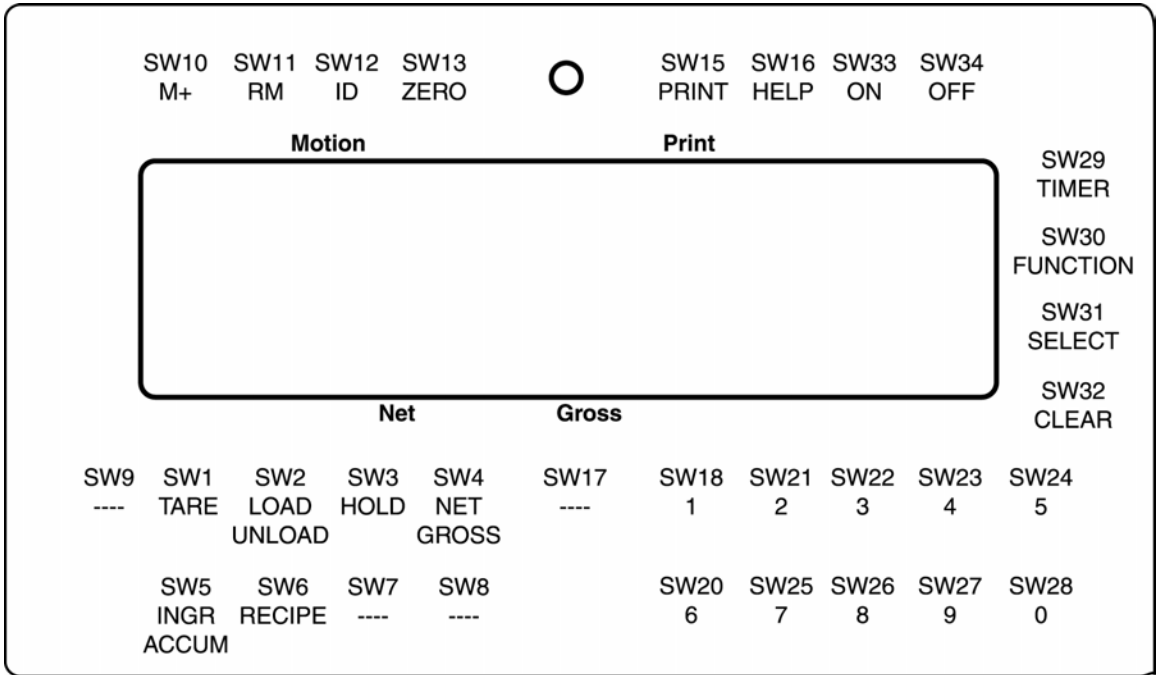 SW10 SW11 SW12 SW13 SW15 SW16 SW33 SW34
M+ RM ID ZERO PRINT HELP ON OFF
Motion Print
SW29
TIMER
SW30
FUNCTION
SW31
SELECT
SW32
CLEAR
Net Gross
SW9 SW1 SW2 SW3 SW4 SW17 SW18 SW21 SW22 SW23 SW24
---- TARE LOAD HOLD NET ---- 1 2 3 4 5
UNLOAD GROSS
SW5 SW6 SW7 SW8 SW20 SW25 SW26 SW27 SW28
INGR RECIPE ---- ---- 6 7 8 9 0
ACCUM